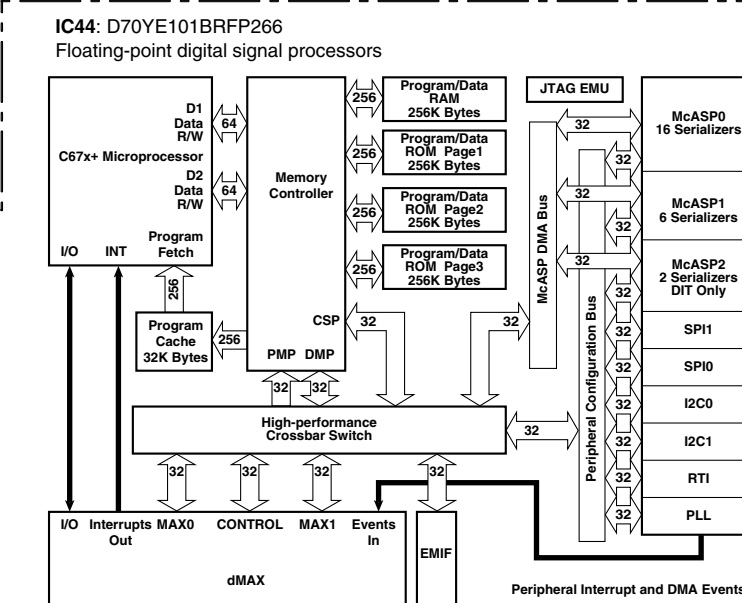 IC44: D70YE101BRFP266
Floating-point digital signal processors
D1
Data
R/W
64
C67x+ Microprocessor
D2
Data
R/W
64
I/O
INT
Program
Fetch
256
Program
Cache
32K Bytes
256
Memory
Controller
CSP
32
PMP
DMP
32
32
256
Program/Data
RAM
256K Bytes
256
Program/Data
ROM Page1
256K Bytes
256
Program/Data
ROM Page2
256K Bytes
256
Program/Data
ROM Page3
256K Bytes
JTAG EMU
McASP DMA Bus
32
Peripheral Configuration Bus
32
32
McASP0
16 Serializers
32
32
McASP1
6 Serializers
32
32
McASP2
2 Serializers
DIT Only
32
32
SPI1
32
SPI0
32
I2C0
32
I2C1
32
RTI
32
PLL
32
High-performance
Crossbar Switch
32
32
32
32
32
I/O
Interrupts
Out
MAX0
CONTROL
MAX1
Events
In
dMAX
EMIF
Peripheral Interrupt and DMA Events